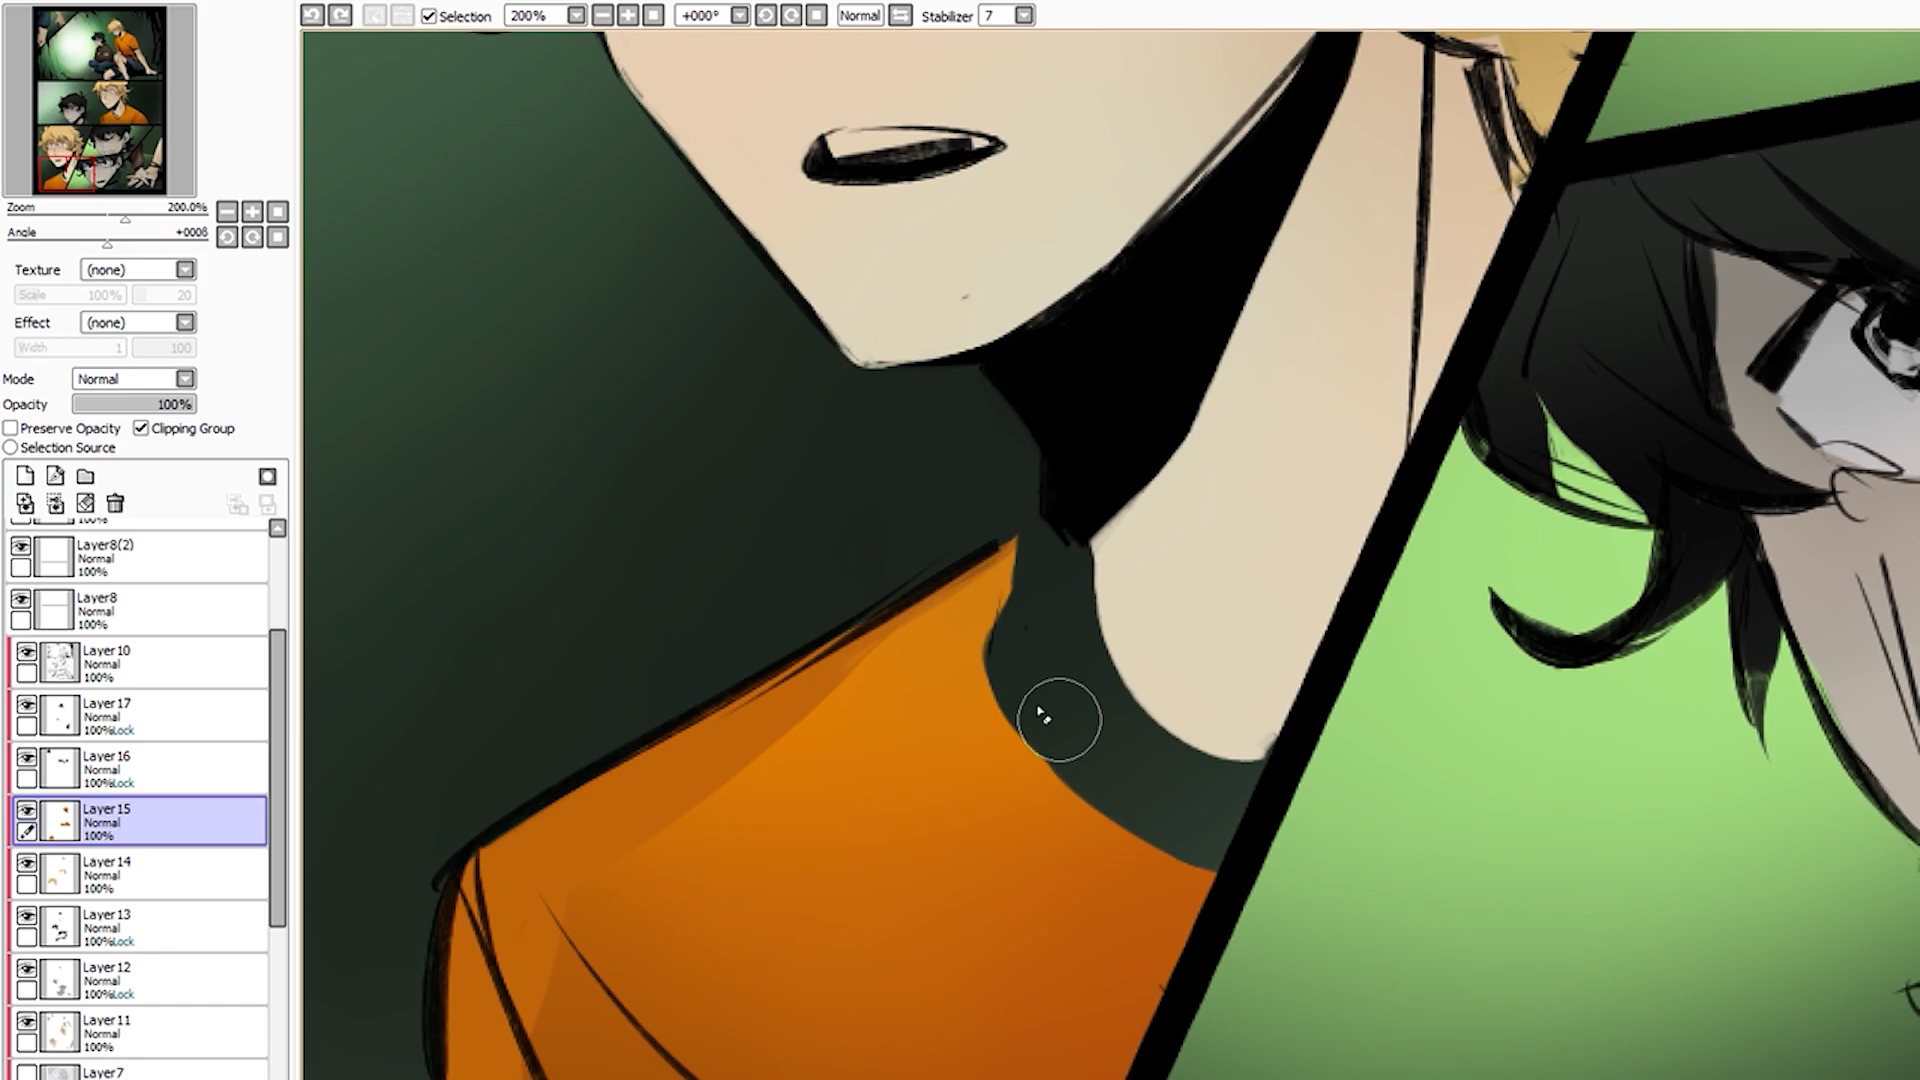 Selection 200% +000° Normal Stabilizer 7
Zoom 200.0%
Angle +000
Texture (none)
Scale 100% 20
Effect (none)
Width 1 100
Mode Normal
Opacity 100%
Preserve Opacity Clipping Group
Selection Source
100%
Layer8(2)
Normal
100%
Layer8
Normal
100%
Layer10
Normal
100%
Layer17
Normal
100%Lock
Layer16
Normal
100%Lock
Layer15
Normal
100%
Layer14
Normal
100%
Layer13
Normal
100%Lock
Layer12
Normal
100%Lock
Layer11
Normal
100%
Layer7